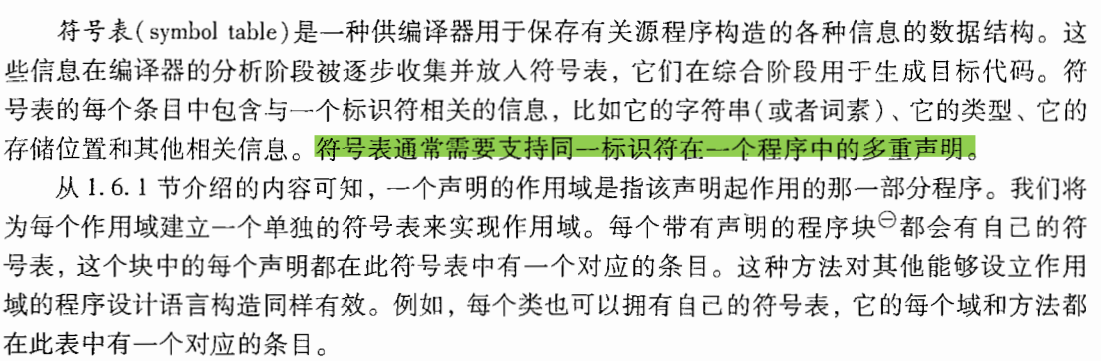 符号表(symbol table)是一种供编译器用于保存有关源程序构造的各种信息的数据结构。这
些信息在编译器的分析阶段被逐步收集并放入符号表，它们在综合阶段用于生成目标代码。符
号表的每个条目中包含与一个标识符相关的信息，比如它的字符串(或者词素)、它的类型、它的
存储位置和其他相关信息。符号表通常需要支持同一标识符在一个程序中的多重声明。
从1.6.1节介绍的内容可知，一个声明的作用域是指该声明起作用的那一部分程序。我们将
为每个作用域建立一个单独的符号表来实现作用域。每个带有声明的程序块㊀都会有自己的符
号表，这个块中的每个声明都在此符号表中有一个对应的条目。这种方法对其他能够设立作用
域的程序设计语言构造同样有效。例如，每个类也可以拥有自己的符号表，它的每个域和方法都
在此表中有一个对应的条目。